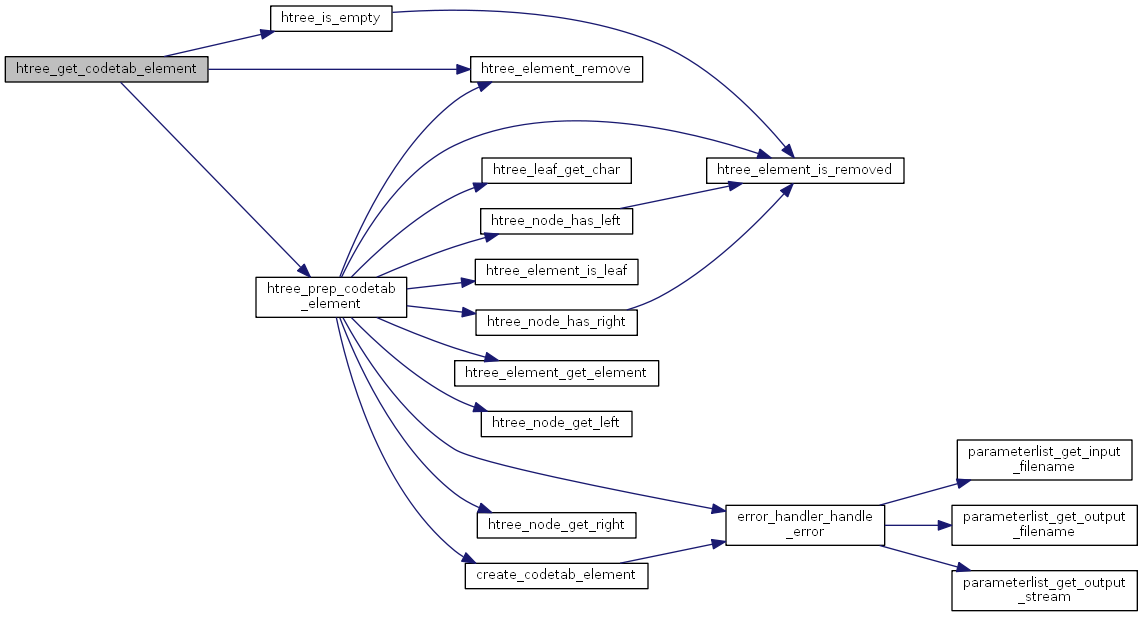 htree_is_empty
htree_get_codetab_element
htree_element_remove
htree_leaf_get_char
htree_element_is_removed
htree_node_has_left
htree_element_is_leaf
htree_prep_codetab
_element
htree_node_has_right
htree_element_get_element
htree_node_get_left
parameterlist_get_input
_filename
error_handler_handle
_error
parameterlist_get_output
_filename
htree_node_get_right
create_codetab_element
parameterlist_get_output
_stream